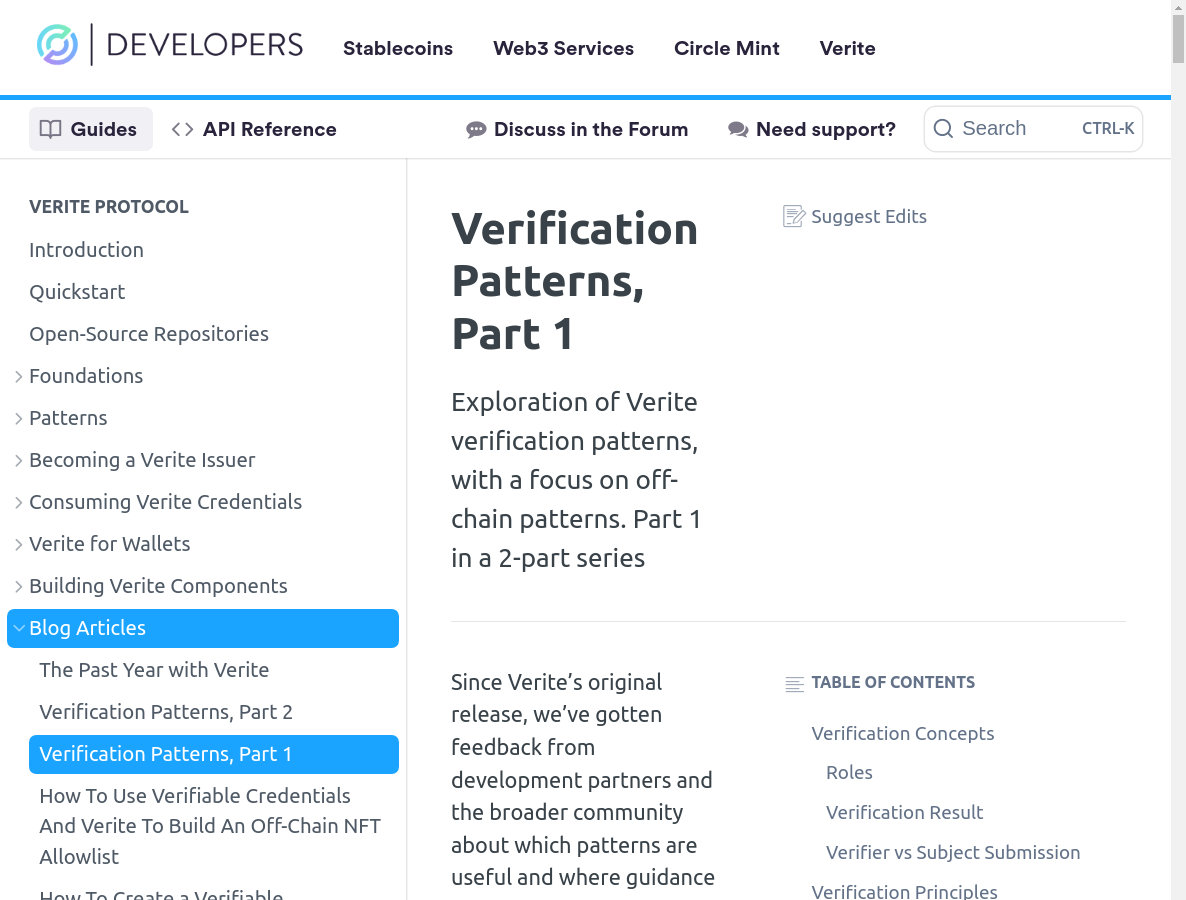 DEVELOPERS
Stablecoins
Web3 Services
Circle Mint
Verite
Guides
API Reference
Discuss in the Forum
Need support?
Search
CTRL-K
VERITE PROTOCOL
Introduction
Quickstart
Open-Source Repositories
Foundations
Patterns
Becoming a Verite Issuer
Consuming Verite Credentials
Verite for Wallets
Building Verite Components
Blog Articles
The Past Year with Verite
Verification Patterns, Part 2
Verification Patterns, Part 1
How To Use Verifiable Credentials
And Verite To Build An Off-Chain NFT
Allowlist
How To Create a Verifiable
Verification
Patterns,
Part 1
Suggest Edits
Exploration of Verite
verification patterns,
with a focus on off-
chain patterns. Part 1
in a 2-part series
Since Verite’s original
release, we’ve gotten
feedback from
development partners and
the broader community
about which patterns are
useful and where guidance
TABLE OF CONTENTS
Verification Concepts
Roles
Verification Result
Verifier vs Subject Submission
Verification Principles